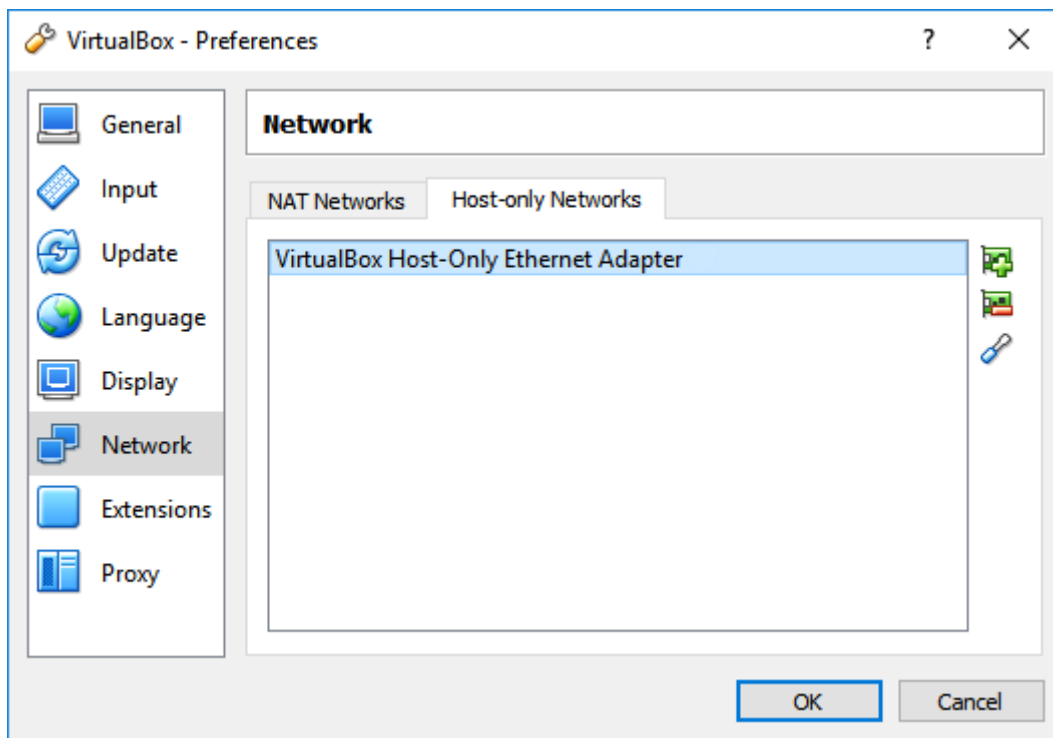 VirtualBox - Preferences
?
General
Input
Update
Language
Display
Network
Extensions
Proxy
Network
NAT Networks
Host-only Networks
VirtualBox Host-Only Ethernet Adapter
OK
Cancel